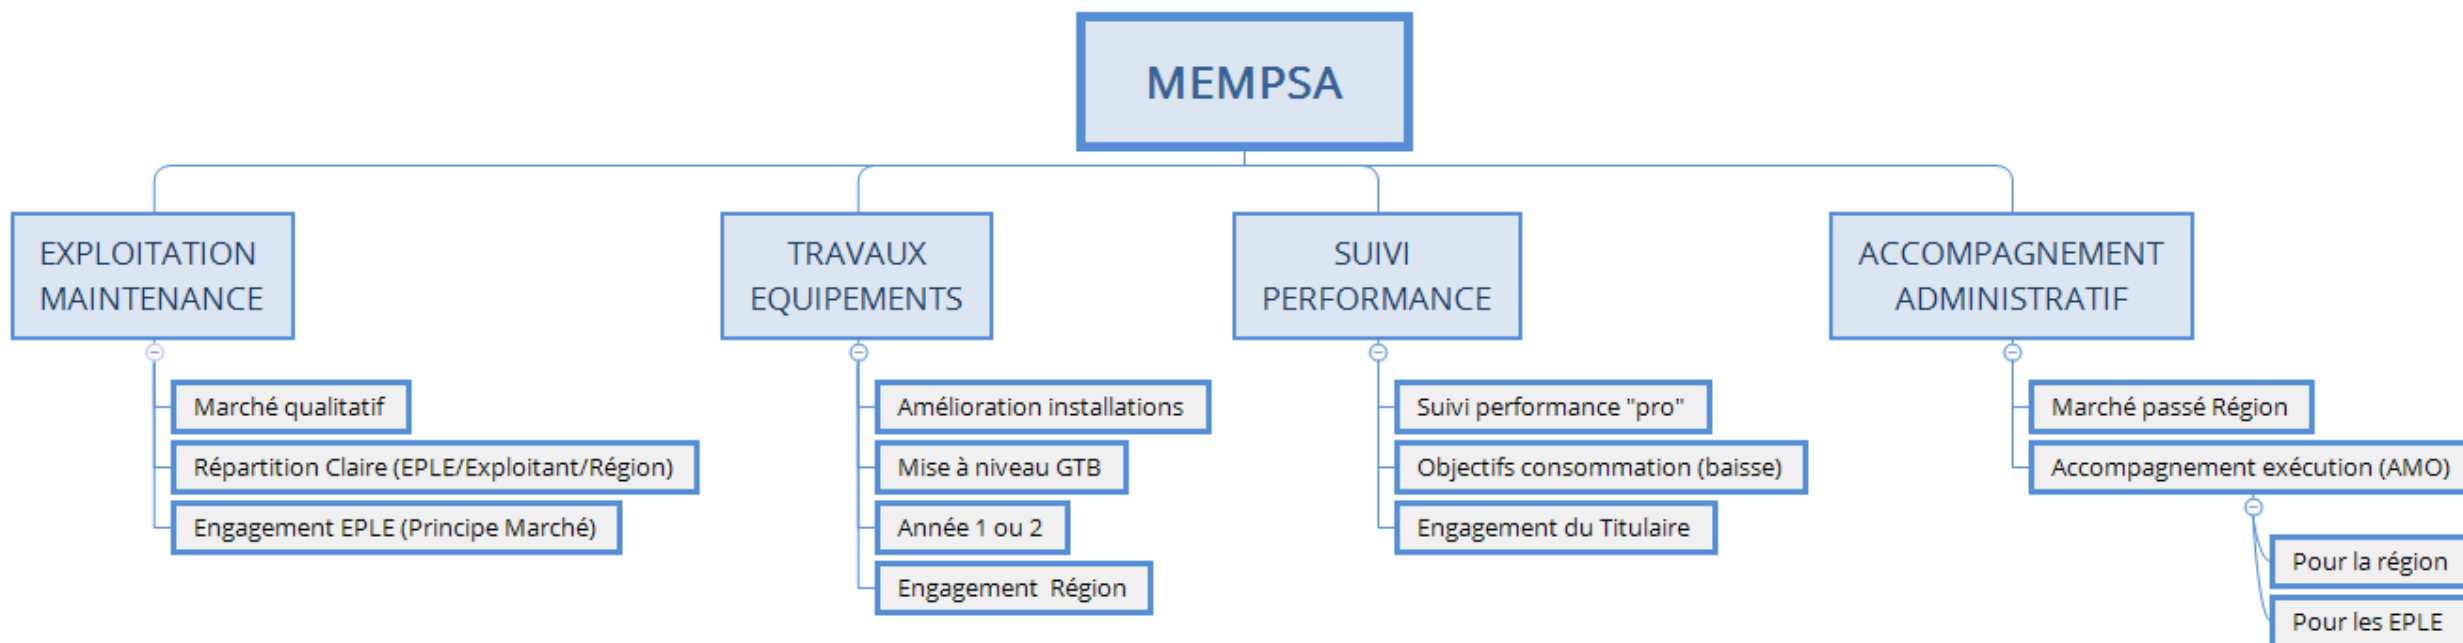 MEMPSA
EXPLOITATION
MAINTENANCE
Marché qualitatif
Répartition Claire (EPLE/Exploitant/Région)
Engagement EPLE (Principe Marché)
TRAVAUX
EQUIPEMENTS
Amélioration installations
Mise à niveau GTB
Année 1 ou 2
Engagement  Région
SUIVI
PERFORMANCE
Suivi performance "pro"
Objectifs consommation (baisse)
Engagement du Titulaire
ACCOMPAGNEMENT
ADMINISTRATIF
Marché passé Région
Accompagnement exécution (AMO)
Pour la région
Pour les EPLE